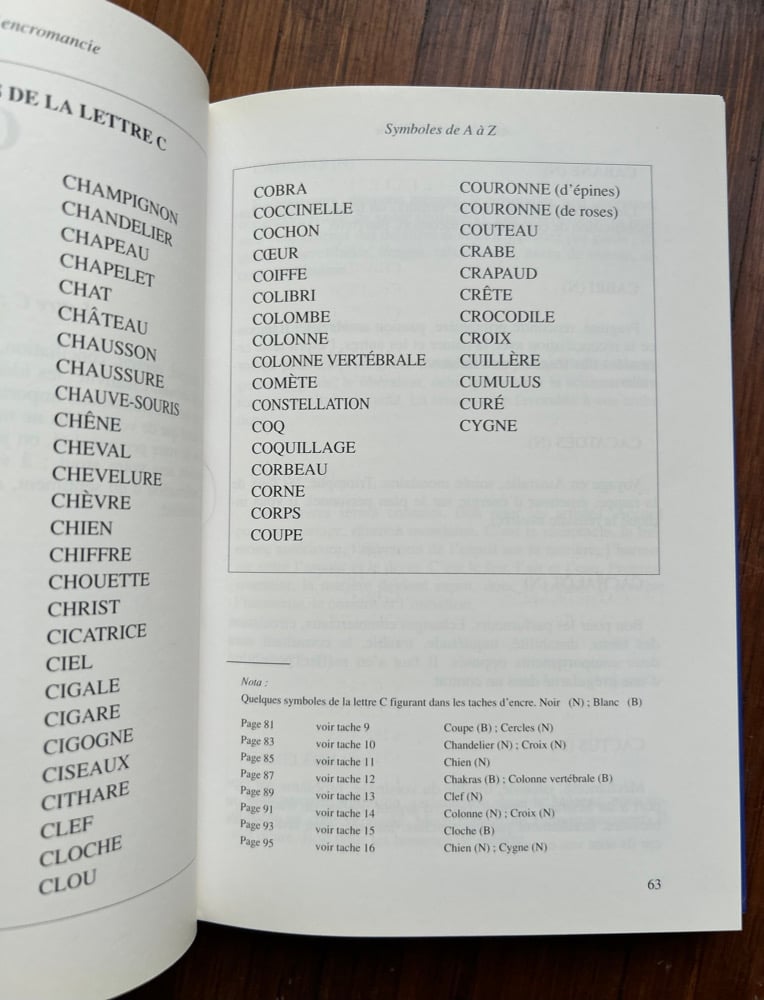 encromancie
DE LA LETTRE C
CHAMPIGNON
CHANDELIER
CHAPEAU
CHAPELET
CHAT
CHÂTEAU
CHAUSSON
CHAUSSURE
CHAUVE-SOURIS
CHÊNE
CHEVAL
CHEVELURE
CHÈVRE
CHIEN
CHIFFRE
CHOUETTE
CHRIST
CICATRICE
CIEL
CIGALE
CIGARE
CIGOGNE
CISEAUX
CITHARE
CLEF
CLOCHE
CLOU
Symboles de A à Z
COBRA
COCCINELLE
COCHON
CŒUR
COIFFE
COLIBRI
COLOMBE
COLONNE
COLONNE VERTÉBRALE
COMÈTE
CONSTELLATION
COQ
COQUILLAGE
CORBEAU
CORNE
CORPS
COUPE
COURONNE (d'épines)
COURONNE (de roses)
COUTEAU
CRABE
CRAPAUD
CRÊTE
CROCODILE
CROIX
CUILLÈRE
CUMULUS
CURÉ
CYGNE
Nota :
Quelques symboles de la lettre C figurant dans les taches d'encre. Noir (N) ; Blanc (B)
Page 81 voir tache 9 Coupe (B) ; Cercles (N)
Page 83 voir tache 10 Chandelier (N) ; Croix (N)
Page 85 voir tache 11 Chien (N)
Page 87 voir tache 12 Chakras (B) ; Colonne vertébrale (B)
Page 89 voir tache 13 Clef (N)
Page 91 voir tache 14 Colonne (N) ; Croix (N)
Page 93 voir tache 15 Cloche (B)
Page 95 voir tache 16 Chien (N) ; Cygne (N)
63